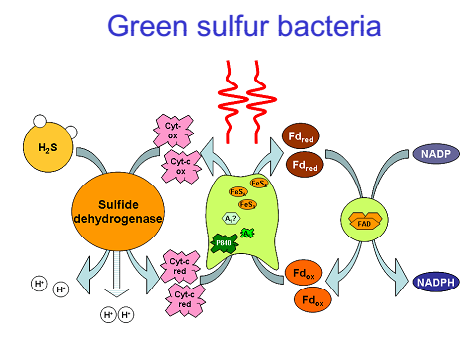 Green sulfur bacteria
H2S
Sulfide
dehydrogenase
H+
H+
H+
H+
Cyt-
ox
Cyt-c
ox
Cyt-c
red
Cyt-c
red
FeS
FeS
FeS
A0?
P840
Fdred
Fdred
Fdox
Fdox
FAD
NADP
NADPH